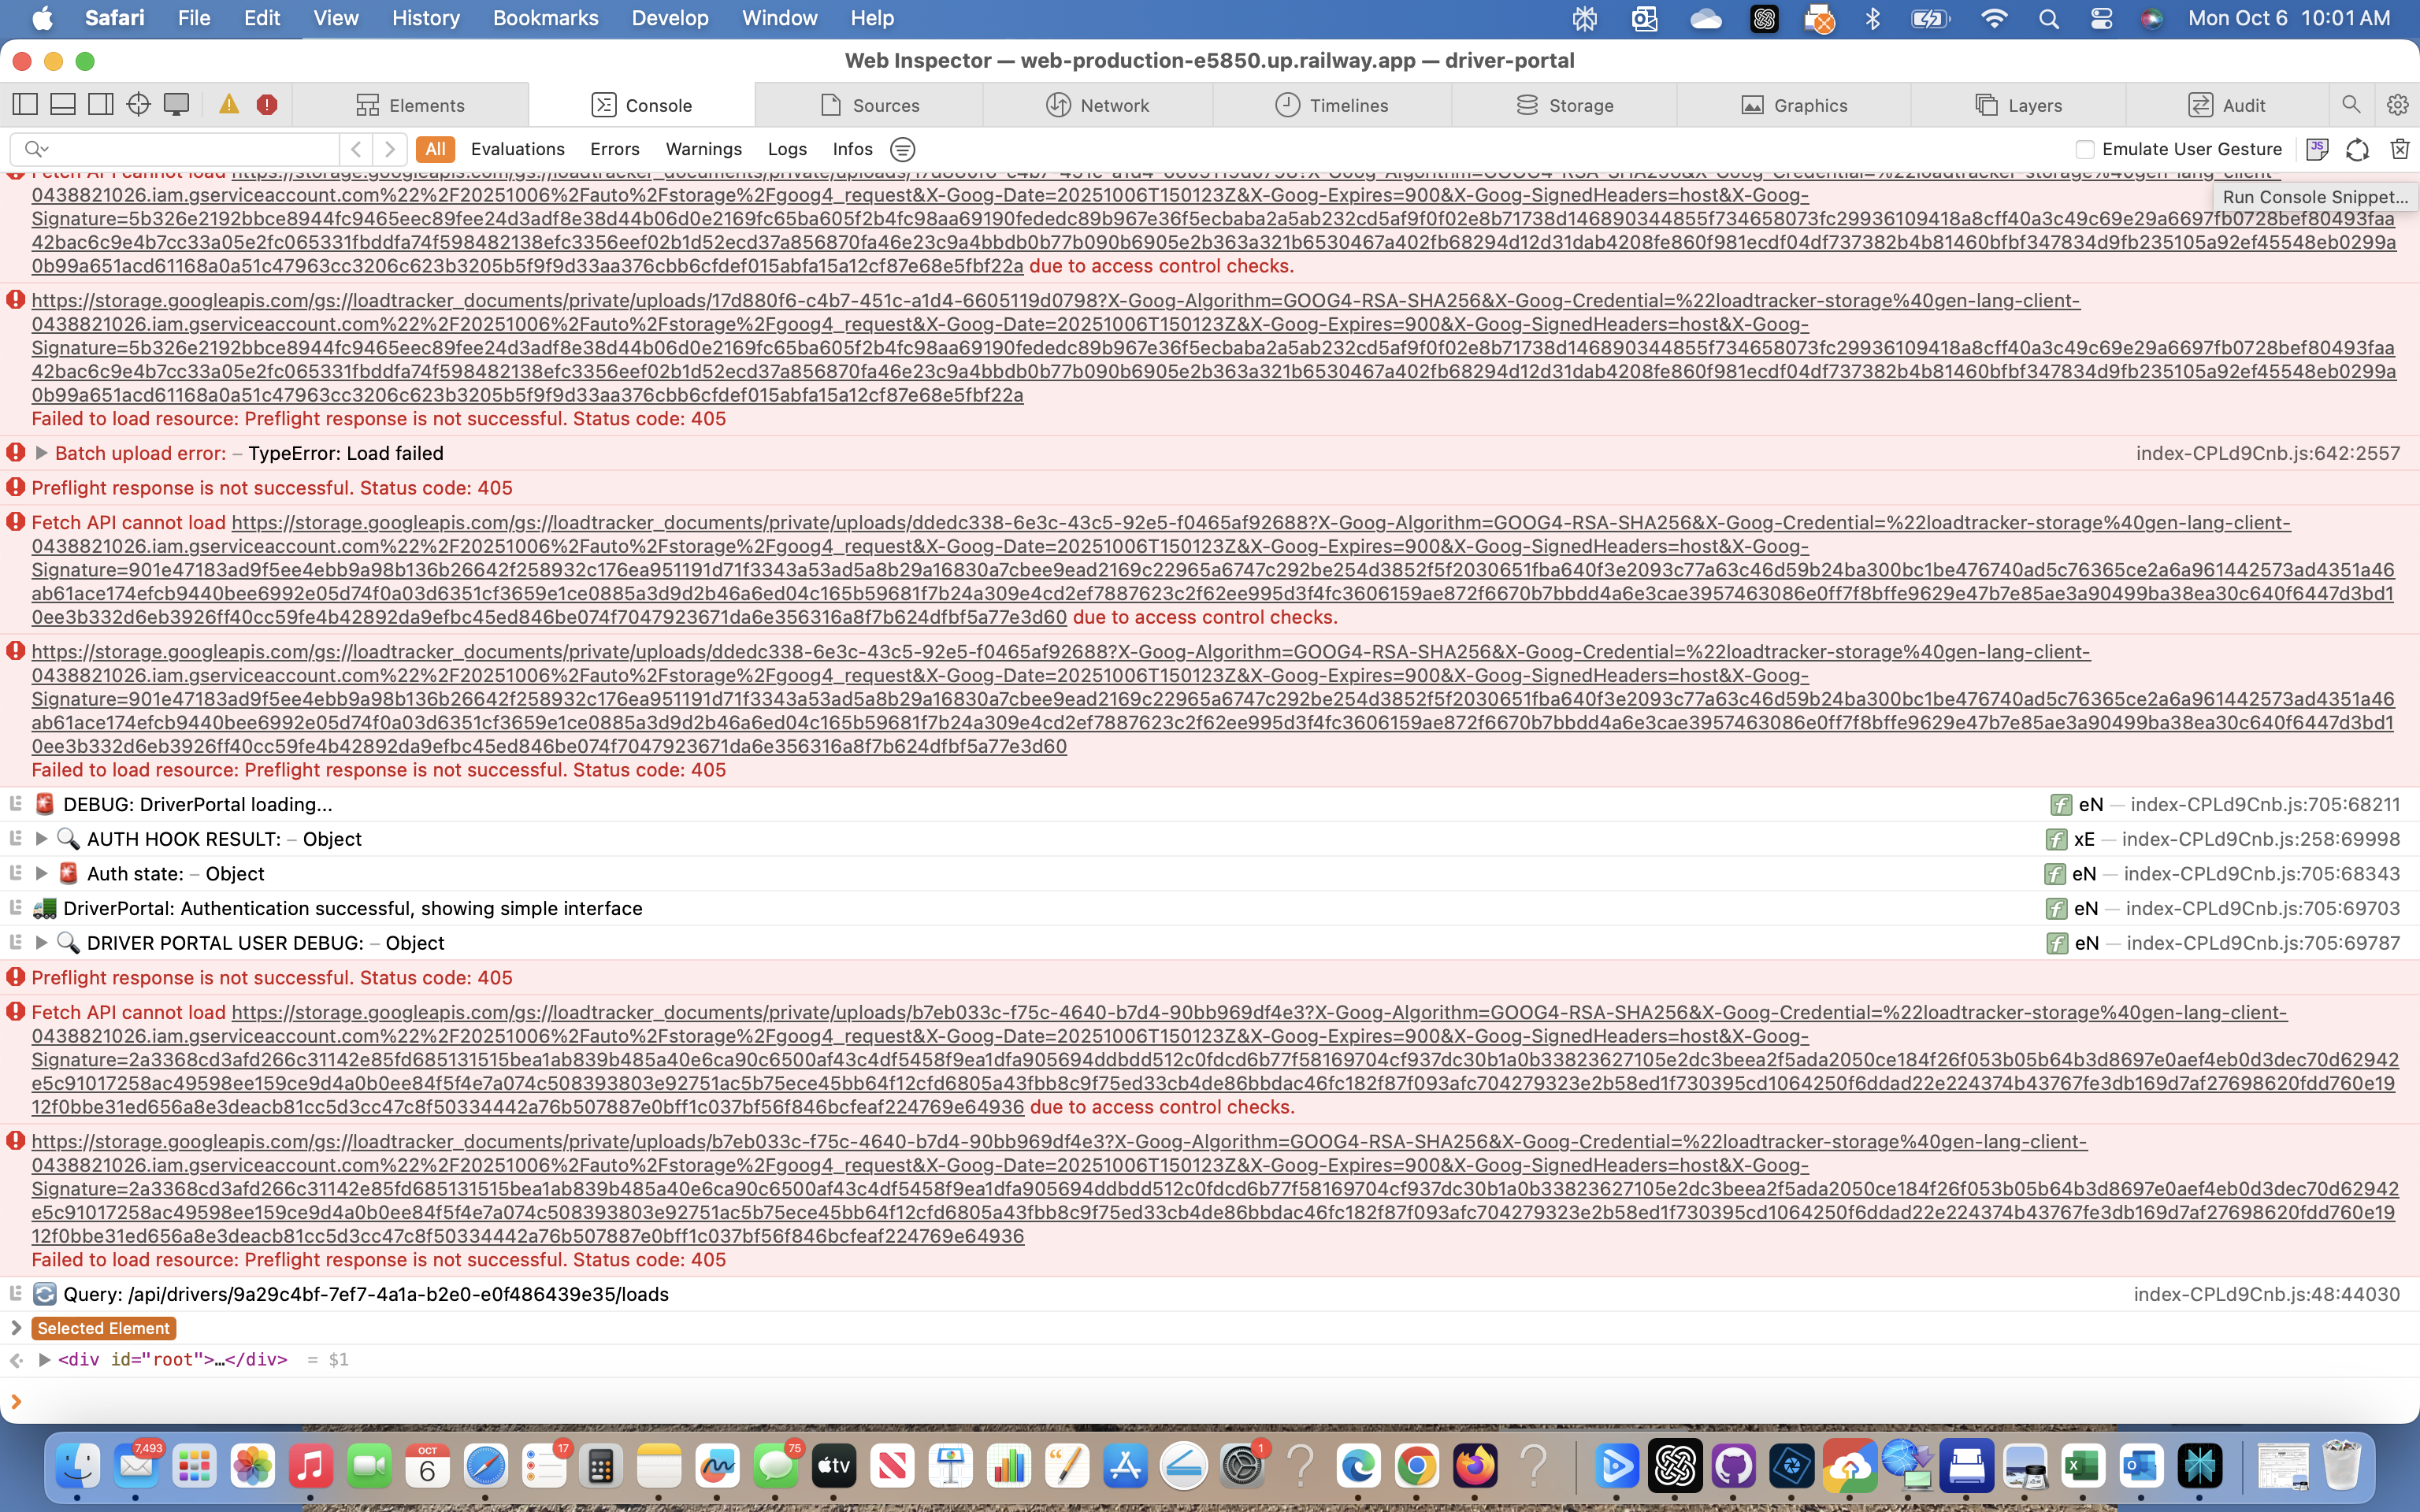 Safari File Edit View History Bookmarks Develop Window Help Mon Oct 6 10:01 AM
Web Inspector — web-production-e5850.up.railway.app — driver-portal
Elements Console Sources Network Timelines Storage Graphics Layers Audit
All Evaluations Errors Warnings Logs Infos Emulate User Gesture
Run Console Snippet...
0438821026.iam.gserviceaccount.com%22%2F20251006%2Fauto%2Fstorage%2Fgoog4_request&X-Goog-Date=20251006T150123Z&X-Goog-Expires=900&X-Goog-SignedHeaders=host&X-Goog-
Signature=5b326e2192bbce8944fc9465eec89fee24d3adf8e38d44b06d0e2169fc65ba605f2b4fc98aa69190fededc89b967e36f5ecbaba2a5ab232cd5af9f0f02e8b71738d146890344855f734658073fc29936109418a8cff40a3c49c69e29a6697fb0728bef80493faa
42bac6c9e4b7cc33a05e2fc065331fbddfa74f598482138efc3356eef02b1d52ecd37a856870fa46e23c9a4bbdb0b77b090b6905e2b363a321b6530467a402fb68294d12d31dab4208fe860f981ecdf04df737382b4b81460bfbf347834d9fb235105a92ef45548eb0299a
0b99a651acd61168a0a51c47963cc3206c623b3205b5f9f9d33aa376cbb6cfdef015abfa15a12cf87e68e5fbf22a due to access control checks.
https://storage.googleapis.com/gs://loadtracker_documents/private/uploads/17d880f6-c4b7-451c-a1d4-6605119d0798?X-Goog-Algorithm=GOOG4-RSA-SHA256&X-Goog-Credential=%22loadtracker-storage%40gen-lang-client-
0438821026.iam.gserviceaccount.com%22%2F20251006%2Fauto%2Fstorage%2Fgoog4_request&X-Goog-Date=20251006T150123Z&X-Goog-Expires=900&X-Goog-SignedHeaders=host&X-Goog-
Signature=5b326e2192bbce8944fc9465eec89fee24d3adf8e38d44b06d0e2169fc65ba605f2b4fc98aa69190fededc89b967e36f5ecbaba2a5ab232cd5af9f0f02e8b71738d146890344855f734658073fc29936109418a8cff40a3c49c69e29a6697fb0728bef80493faa
42bac6c9e4b7cc33a05e2fc065331fbddfa74f598482138efc3356eef02b1d52ecd37a856870fa46e23c9a4bbdb0b77b090b6905e2b363a321b6530467a402fb68294d12d31dab4208fe860f981ecdf04df737382b4b81460bfbf347834d9fb235105a92ef45548eb0299a
0b99a651acd61168a0a51c47963cc3206c623b3205b5f9f9d33aa376cbb6cfdef015abfa15a12cf87e68e5fbf22a
Failed to load resource: Preflight response is not successful. Status code: 405
Batch upload error: – TypeError: Load failed index-CPLd9Cnb.js:642:2557
Preflight response is not successful. Status code: 405
Fetch API cannot load https://storage.googleapis.com/gs://loadtracker_documents/private/uploads/ddedc338-6e3c-43c5-92e5-f0465af92688?X-Goog-Algorithm=GOOG4-RSA-SHA256&X-Goog-Credential=%22loadtracker-storage%40gen-lang-client-
0438821026.iam.gserviceaccount.com%22%2F20251006%2Fauto%2Fstorage%2Fgoog4_request&X-Goog-Date=20251006T150123Z&X-Goog-Expires=900&X-Goog-SignedHeaders=host&X-Goog-
Signature=901e47183ad9f5ee4ebb9a98b136b26642f258932c176ea951191d71f3343a53ad5a8b29a16830a7cbee9ead2169c22965a6747c292be254d3852f5f2030651fba640f3e2093c77a63c46d59b24ba300bc1be476740ad5c76365ce2a6a961442573ad4351a46
ab61ace174efcb9440bee6992e05d74f0a03d6351cf3659e1ce0885a3d9d2b46a6ed04c165b59681f7b24a309e4cd2ef7887623c2f62ee995d3f4fc3606159ae872f6670b7bbdd4a6e3cae3957463086e0ff7f8bffe9629e47b7e85ae3a90499ba38ea30c640f6447d3bd1
0ee3b332d6eb3926ff40cc59fe4b42892da9efbc45ed846be074f7047923671da6e356316a8f7b624dfbf5a77e3d60 due to access control checks.
https://storage.googleapis.com/gs://loadtracker_documents/private/uploads/ddedc338-6e3c-43c5-92e5-f0465af92688?X-Goog-Algorithm=GOOG4-RSA-SHA256&X-Goog-Credential=%22loadtracker-storage%40gen-lang-client-
0438821026.iam.gserviceaccount.com%22%2F20251006%2Fauto%2Fstorage%2Fgoog4_request&X-Goog-Date=20251006T150123Z&X-Goog-Expires=900&X-Goog-SignedHeaders=host&X-Goog-
Signature=901e47183ad9f5ee4ebb9a98b136b26642f258932c176ea951191d71f3343a53ad5a8b29a16830a7cbee9ead2169c22965a6747c292be254d3852f5f2030651fba640f3e2093c77a63c46d59b24ba300bc1be476740ad5c76365ce2a6a961442573ad4351a46
ab61ace174efcb9440bee6992e05d74f0a03d6351cf3659e1ce0885a3d9d2b46a6ed04c165b59681f7b24a309e4cd2ef7887623c2f62ee995d3f4fc3606159ae872f6670b7bbdd4a6e3cae3957463086e0ff7f8bffe9629e47b7e85ae3a90499ba38ea30c640f6447d3bd1
0ee3b332d6eb3926ff40cc59fe4b42892da9efbc45ed846be074f7047923671da6e356316a8f7b624dfbf5a77e3d60
Failed to load resource: Preflight response is not successful. Status code: 405
DEBUG: DriverPortal loading... eN — index-CPLd9Cnb.js:705:68211
AUTH HOOK RESULT: – Object xE — index-CPLd9Cnb.js:258:69998
Auth state: – Object eN — index-CPLd9Cnb.js:705:68343
DriverPortal: Authentication successful, showing simple interface eN — index-CPLd9Cnb.js:705:69703
DRIVER PORTAL USER DEBUG: – Object eN — index-CPLd9Cnb.js:705:69787
Preflight response is not successful. Status code: 405
Fetch API cannot load https://storage.googleapis.com/gs://loadtracker_documents/private/uploads/b7eb033c-f75c-4640-b7d4-90bb969df4e3?X-Goog-Algorithm=GOOG4-RSA-SHA256&X-Goog-Credential=%22loadtracker-storage%40gen-lang-client-
0438821026.iam.gserviceaccount.com%22%2F20251006%2Fauto%2Fstorage%2Fgoog4_request&X-Goog-Date=20251006T150123Z&X-Goog-Expires=900&X-Goog-SignedHeaders=host&X-Goog-
Signature=2a3368cd3afd266c31142e85fd685131515bea1ab839b485a40e6ca90c6500af43c4df5458f9ea1dfa905694ddbdd512c0fdcd6b77f58169704cf937dc30b1a0b33823627105e2dc3beea2f5ada2050ce184f26f053b05b64b3d8697e0aef4eb0d3dec70d62942
e5c91017258ac49598ee159ce9d4a0b0ee84f5f4e7a074c508393803e92751ac5b75ece45bb64f12cfd6805a43fbb8c9f75ed33cb4de86bbdac46fc182f87f093afc704279323e2b58ed1f730395cd1064250f6ddad22e224374b43767fe3db169d7af27698620fdd760e19
12f0bbe31ed656a8e3deacb81cc5d3cc47c8f50334442a76b507887e0bff1c037bf56f846bcfeaf224769e64936 due to access control checks.
https://storage.googleapis.com/gs://loadtracker_documents/private/uploads/b7eb033c-f75c-4640-b7d4-90bb969df4e3?X-Goog-Algorithm=GOOG4-RSA-SHA256&X-Goog-Credential=%22loadtracker-storage%40gen-lang-client-
0438821026.iam.gserviceaccount.com%22%2F20251006%2Fauto%2Fstorage%2Fgoog4_request&X-Goog-Date=20251006T150123Z&X-Goog-Expires=900&X-Goog-SignedHeaders=host&X-Goog-
Signature=2a3368cd3afd266c31142e85fd685131515bea1ab839b485a40e6ca90c6500af43c4df5458f9ea1dfa905694ddbdd512c0fdcd6b77f58169704cf937dc30b1a0b33823627105e2dc3beea2f5ada2050ce184f26f053b05b64b3d8697e0aef4eb0d3dec70d62942
e5c91017258ac49598ee159ce9d4a0b0ee84f5f4e7a074c508393803e92751ac5b75ece45bb64f12cfd6805a43fbb8c9f75ed33cb4de86bbdac46fc182f87f093afc704279323e2b58ed1f730395cd1064250f6ddad22e224374b43767fe3db169d7af27698620fdd760e19
12f0bbe31ed656a8e3deacb81cc5d3cc47c8f50334442a76b507887e0bff1c037bf56f846bcfeaf224769e64936
Failed to load resource: Preflight response is not successful. Status code: 405
Query: /api/drivers/9a29c4bf-7ef7-4a1a-b2e0-e0f486439e35/loads index-CPLd9Cnb.js:48:44030
Selected Element
<div id="root">…</div> = $1
7,493 OCT 6 17 75 tv 1